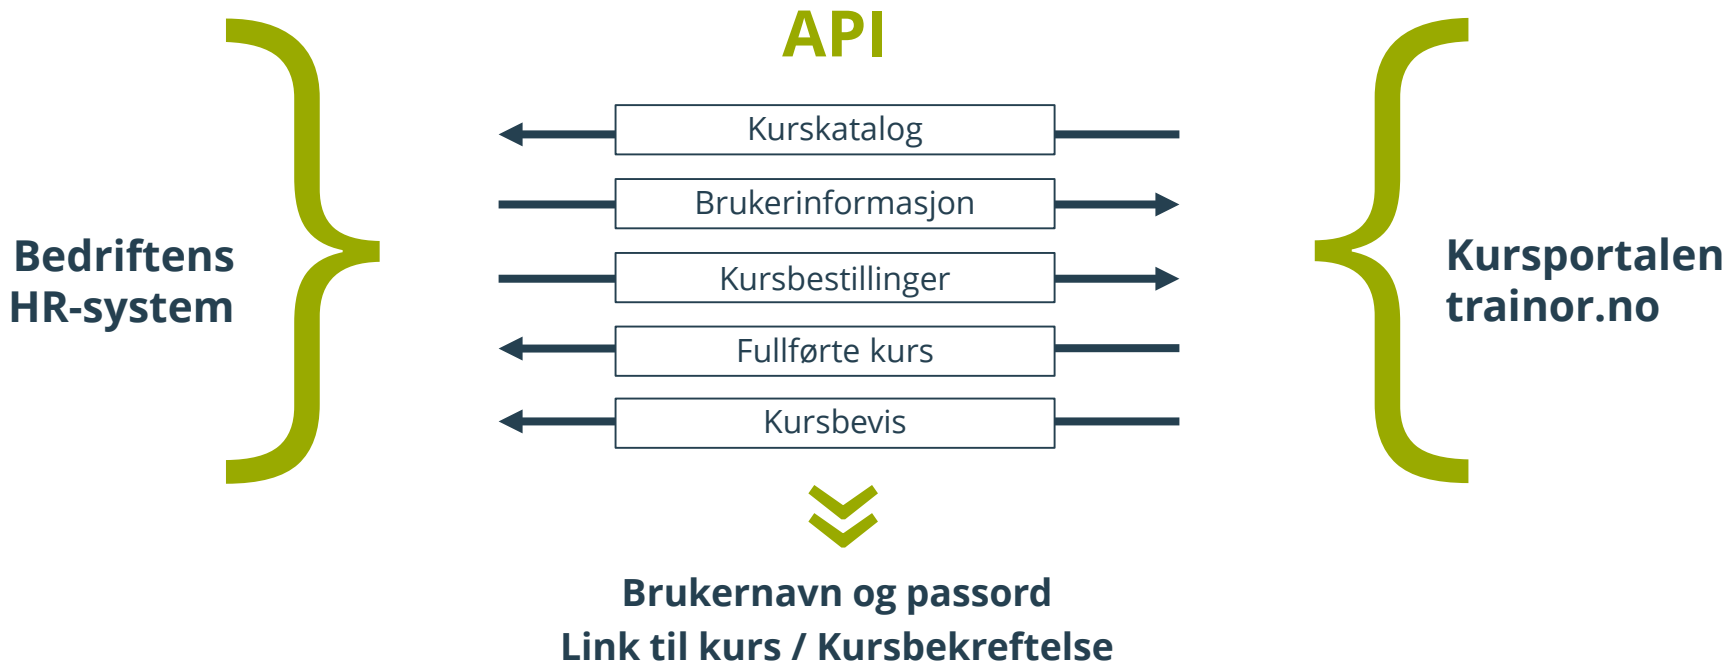 API
Kurskatalog
Brukerinformasjon
Kursbestillinger
Fullførte kurs
Kursbevis
Bedriftens
HR-system
Kursportalen
trainor.no
Brukernavn og passord
Link til kurs / Kursbekreftelse